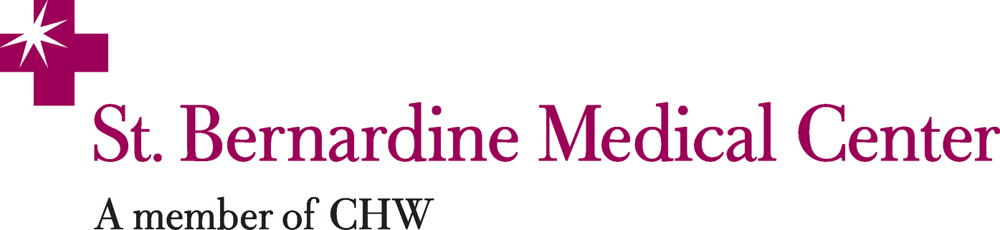 St. Bernardine Medical Center
A member of CHW